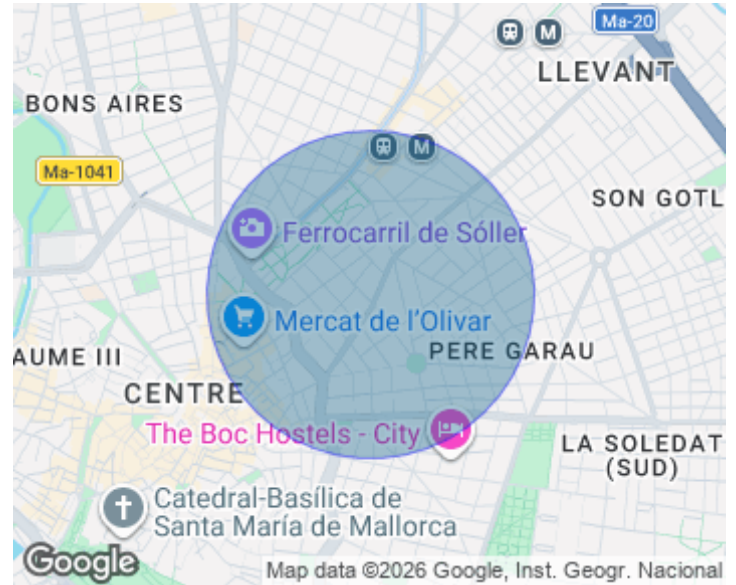 Ma-20
M
LLEVANT
BONS AIRES
M
Ma-1041
SON GOTL
Ferrocarril de Sóller
Mercat de l'Olivar
AUME III
PERE GARAU
CENTRE
The Boc Hostels - City
LA SOLEDAT
(SUD)
Catedral-Basílica de
Santa María de Mallorca
Google
Map data ©2026 Google, Inst. Geogr. Nacional